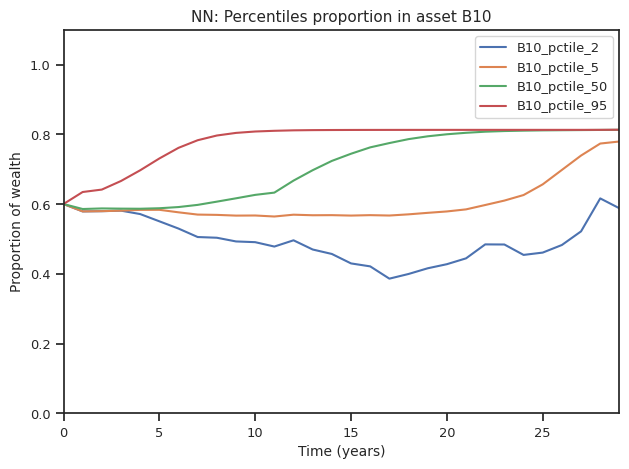 NN: Percentiles proportion in asset B10
B10_pctile_2
B10_pctile_5
B10_pctile_50
B10_pctile_95
Proportion of wealth
1.0
0.8
0.6
0.4
0.2
0.0
0 5 10 15 20 25
Time (years)